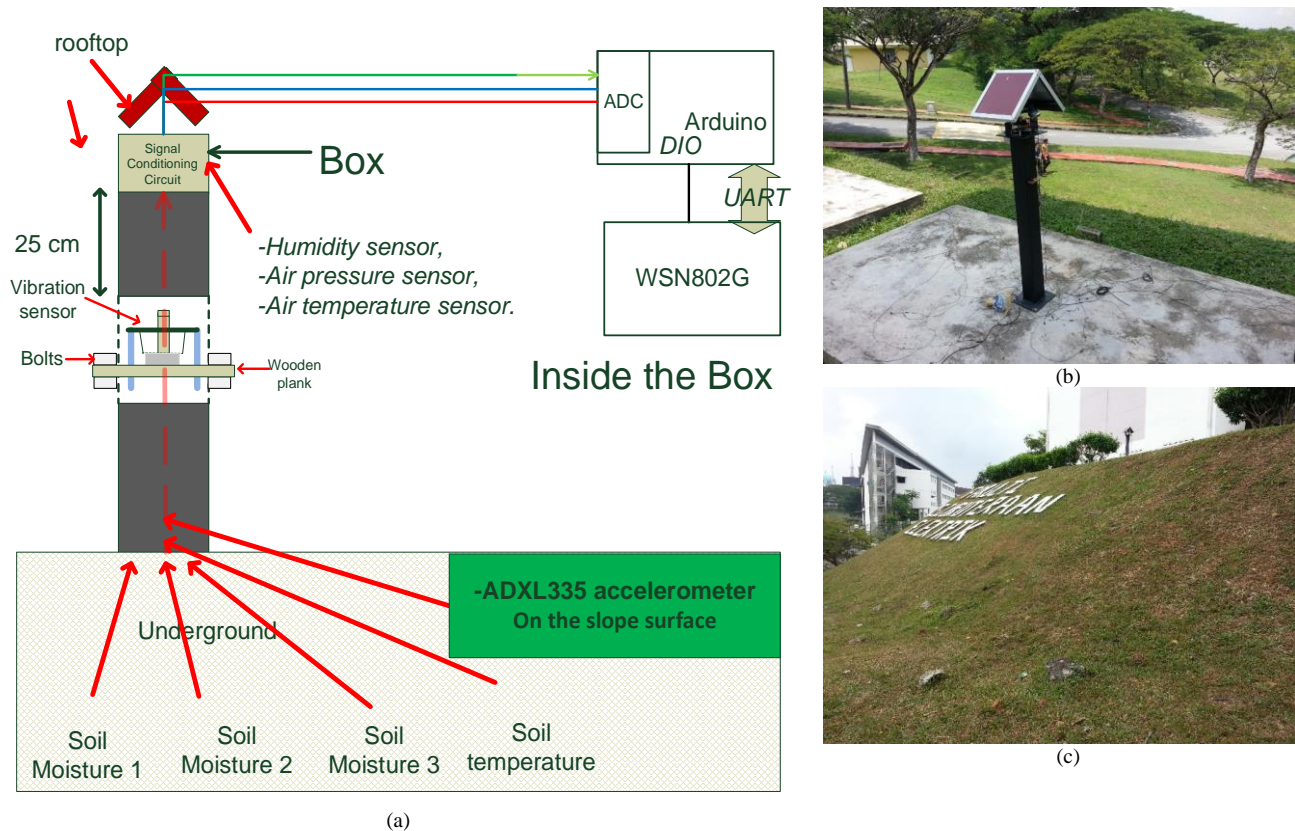 rooftop
Signal
Conditioning
Circuit
Box
25 cm
-Humidity sensor,
-Air pressure sensor,
-Air temperature sensor.
Vibration
sensor
Bolts
Wooden
plank
ADC
Arduino
DIO
UART
WSN802G
Inside the Box
-ADXL335 accelerometer
On the slope surface
Underground
Soil
Moisture 1
Soil
Moisture 2
Soil
Moisture 3
Soil
temperature
(a)
(b)
ELEKTRIK
(c)